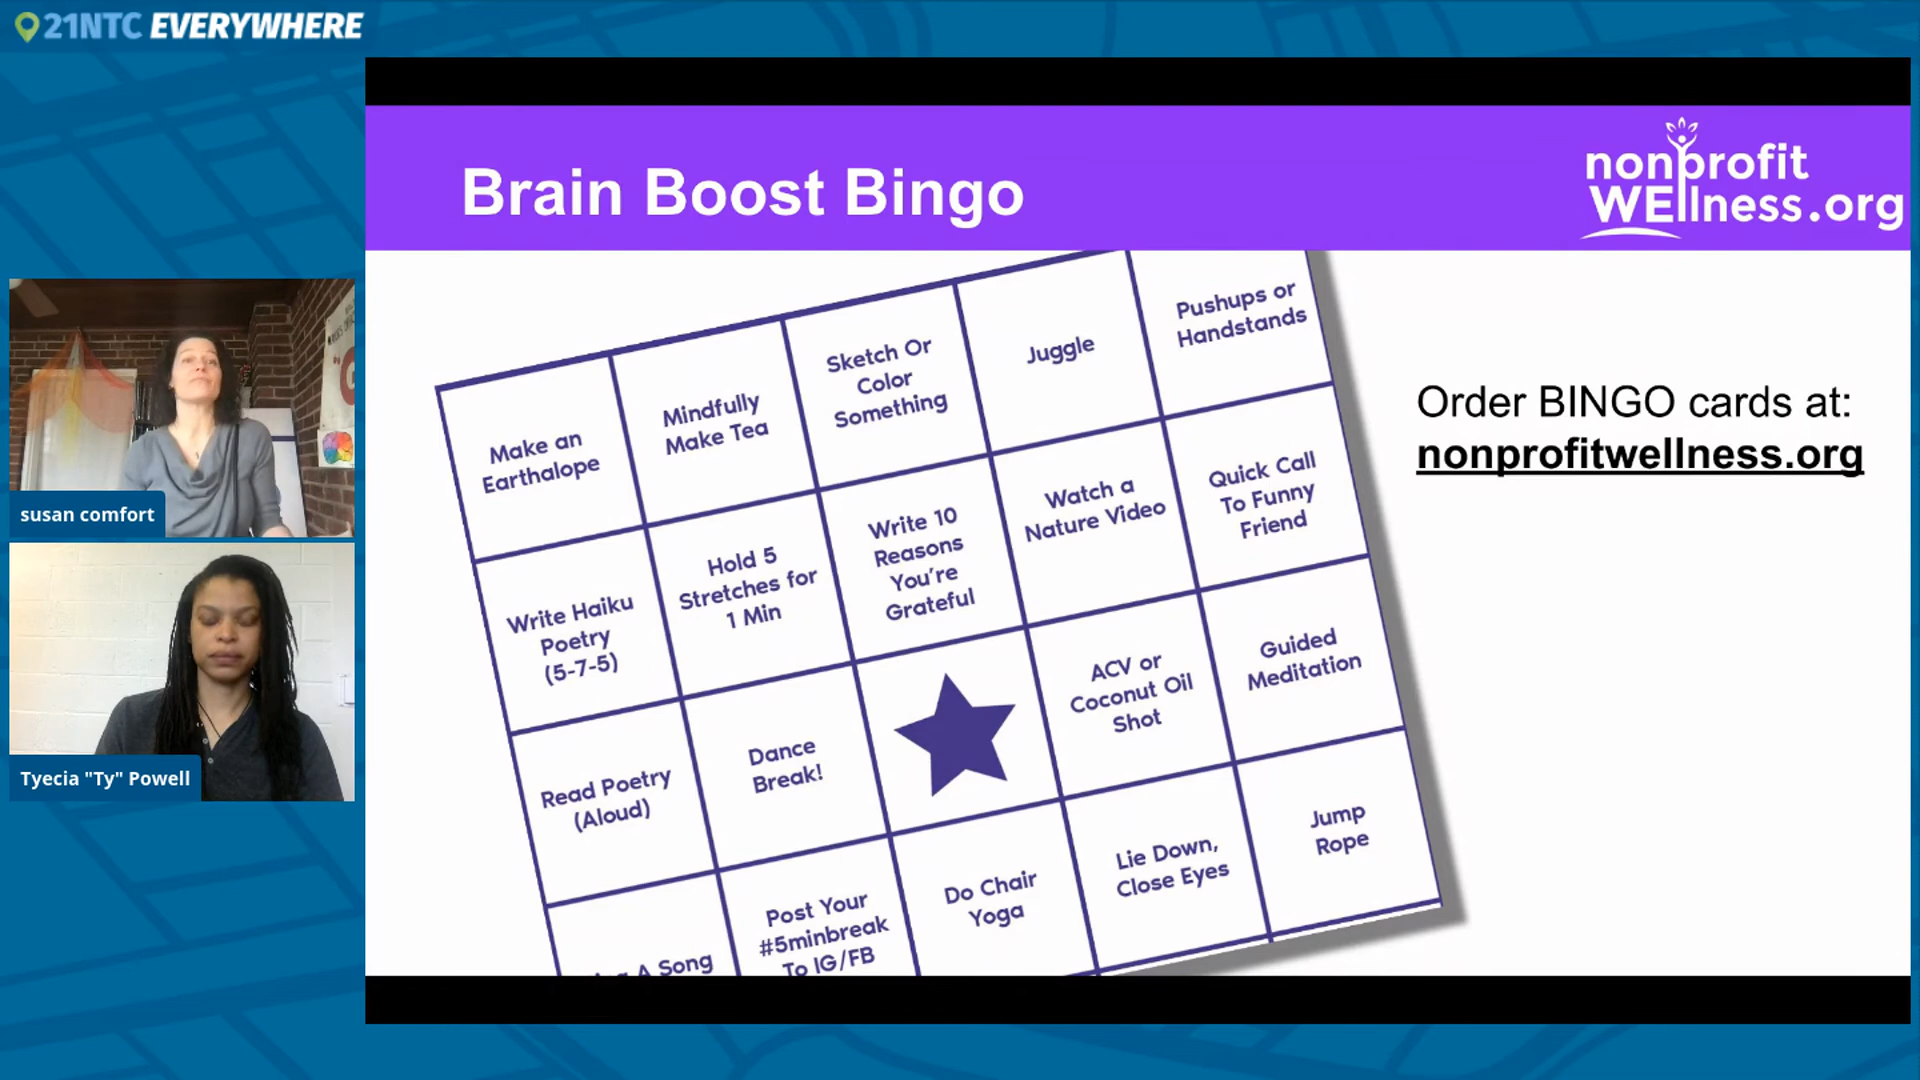 21NTC EVERYWHERE
Brain Boost Bingo
nonprofit
WEllness.org
Make an
Earthalope
Mindfully
Make Tea
Sketch Or
Color
Something
Juggle
Pushups or
Handstands
Write Haiku
Poetry
(5-7-5)
Hold 5
Stretches for
1 Min
Write 10
Reasons
You're
Grateful
Watch a
Nature Video
Quick Call
To Funny
Friend
Read Poetry
(Aloud)
Dance
Break!
ACV or
Coconut Oil
Shot
Guided
Meditation
A Song
Post Your
#5minbreak
To IG/FB
Do Chair
Yoga
Lie Down,
Close Eyes
Jump
Rope
Order BINGO cards at:
nonprofitwellness.org
susan comfort
Tyecia "Ty" Powell